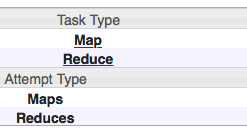 Task Type
Map
Reduce
Attempt Type
Maps
Reduces